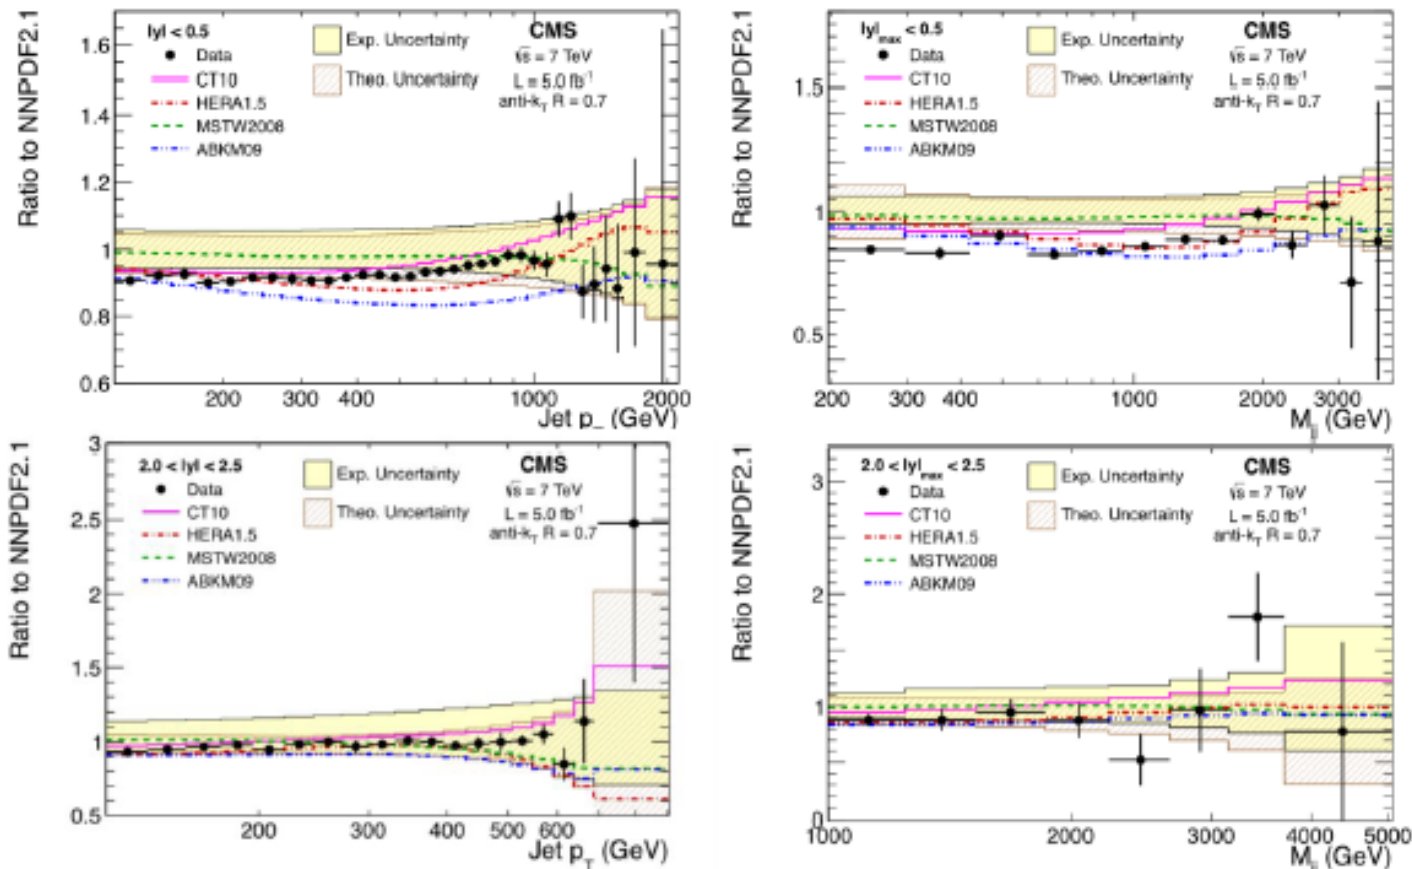 Ratio to NNPDF2.1
|y| < 0.5
Data
CT10
HERA1.5
MSTW2008
ABKM09
Exp. Uncertainty
Theo. Uncertainty
CMS
√s = 7 TeV
L = 5.0 fb⁻¹
anti-k_T R = 0.7
1.6
1.4
1.2
1
0.8
0.6
200 300 400 1000 2000
Jet p_ (GeV)
Ratio to NNPDF2.1
|y|max < 0.5
Data
CT10
HERA1.5
MSTW2008
ABKM09
Exp. Uncertainty
Theo. Uncertainty
CMS
√s = 7 TeV
L = 5.0 fb⁻¹
anti-k_T R = 0.7
1.5
1
0.5
200 300 400 1000 2000 3000
M_jj (GeV)
Ratio to NNPDF2.1
2.0 < |y| < 2.5
Data
CT10
HERA1.5
MSTW2008
ABKM09
Exp. Uncertainty
Theo. Uncertainty
CMS
√s = 7 TeV
L = 5.0 fb⁻¹
anti-k_T R = 0.7
3
2.5
2
1.5
1
0.5
200 300 400 500 600
Jet p_T (GeV)
Ratio to NNPDF2.1
2.0 < |y|max < 2.5
Data
CT10
HERA1.5
MSTW2008
ABKM09
Exp. Uncertainty
Theo. Uncertainty
CMS
√s = 7 TeV
L = 5.0 fb⁻¹
anti-k_T R = 0.7
3
2
1
0
1000 2000 3000 4000 5000
M_jj (GeV)